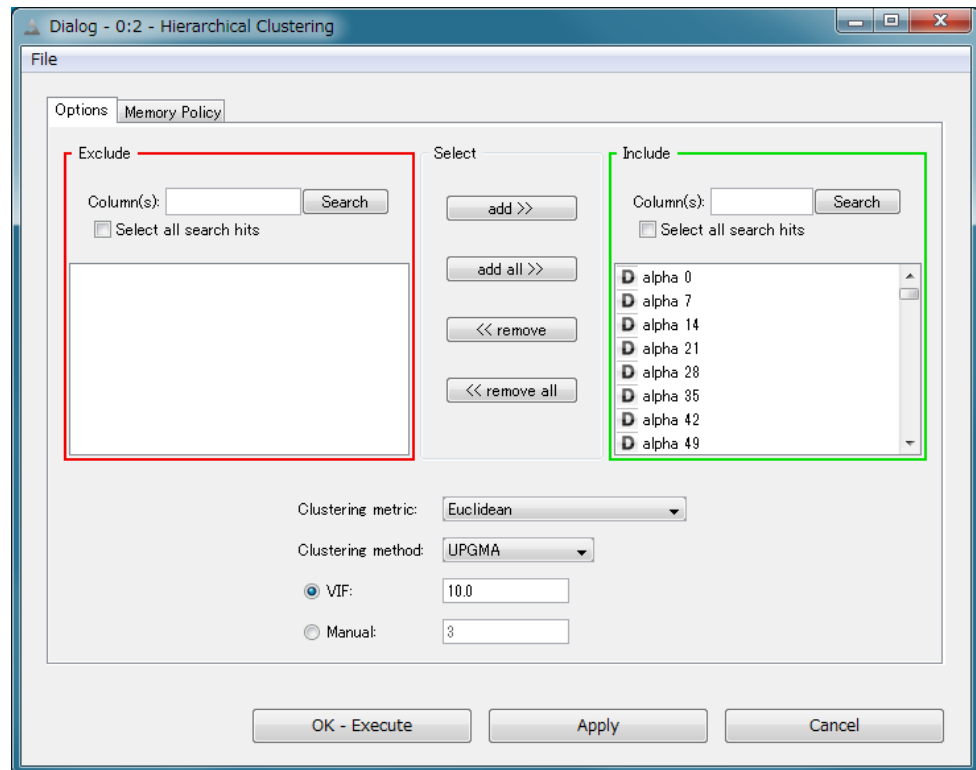 Dialog - 0:2 - Hierarchical Clustering
File
Options
Memory Policy
Exclude
Column(s):
Search
Select all search hits
Select
add >>
add all >>
<< remove
<< remove all
Include
Column(s):
Search
Select all search hits
D alpha 0
D alpha 7
D alpha 14
D alpha 21
D alpha 28
D alpha 35
D alpha 42
D alpha 49
Clustering metric: Euclidean
Clustering method: UPGMA
VIF: 10.0
Manual: 3
OK - Execute
Apply
Cancel